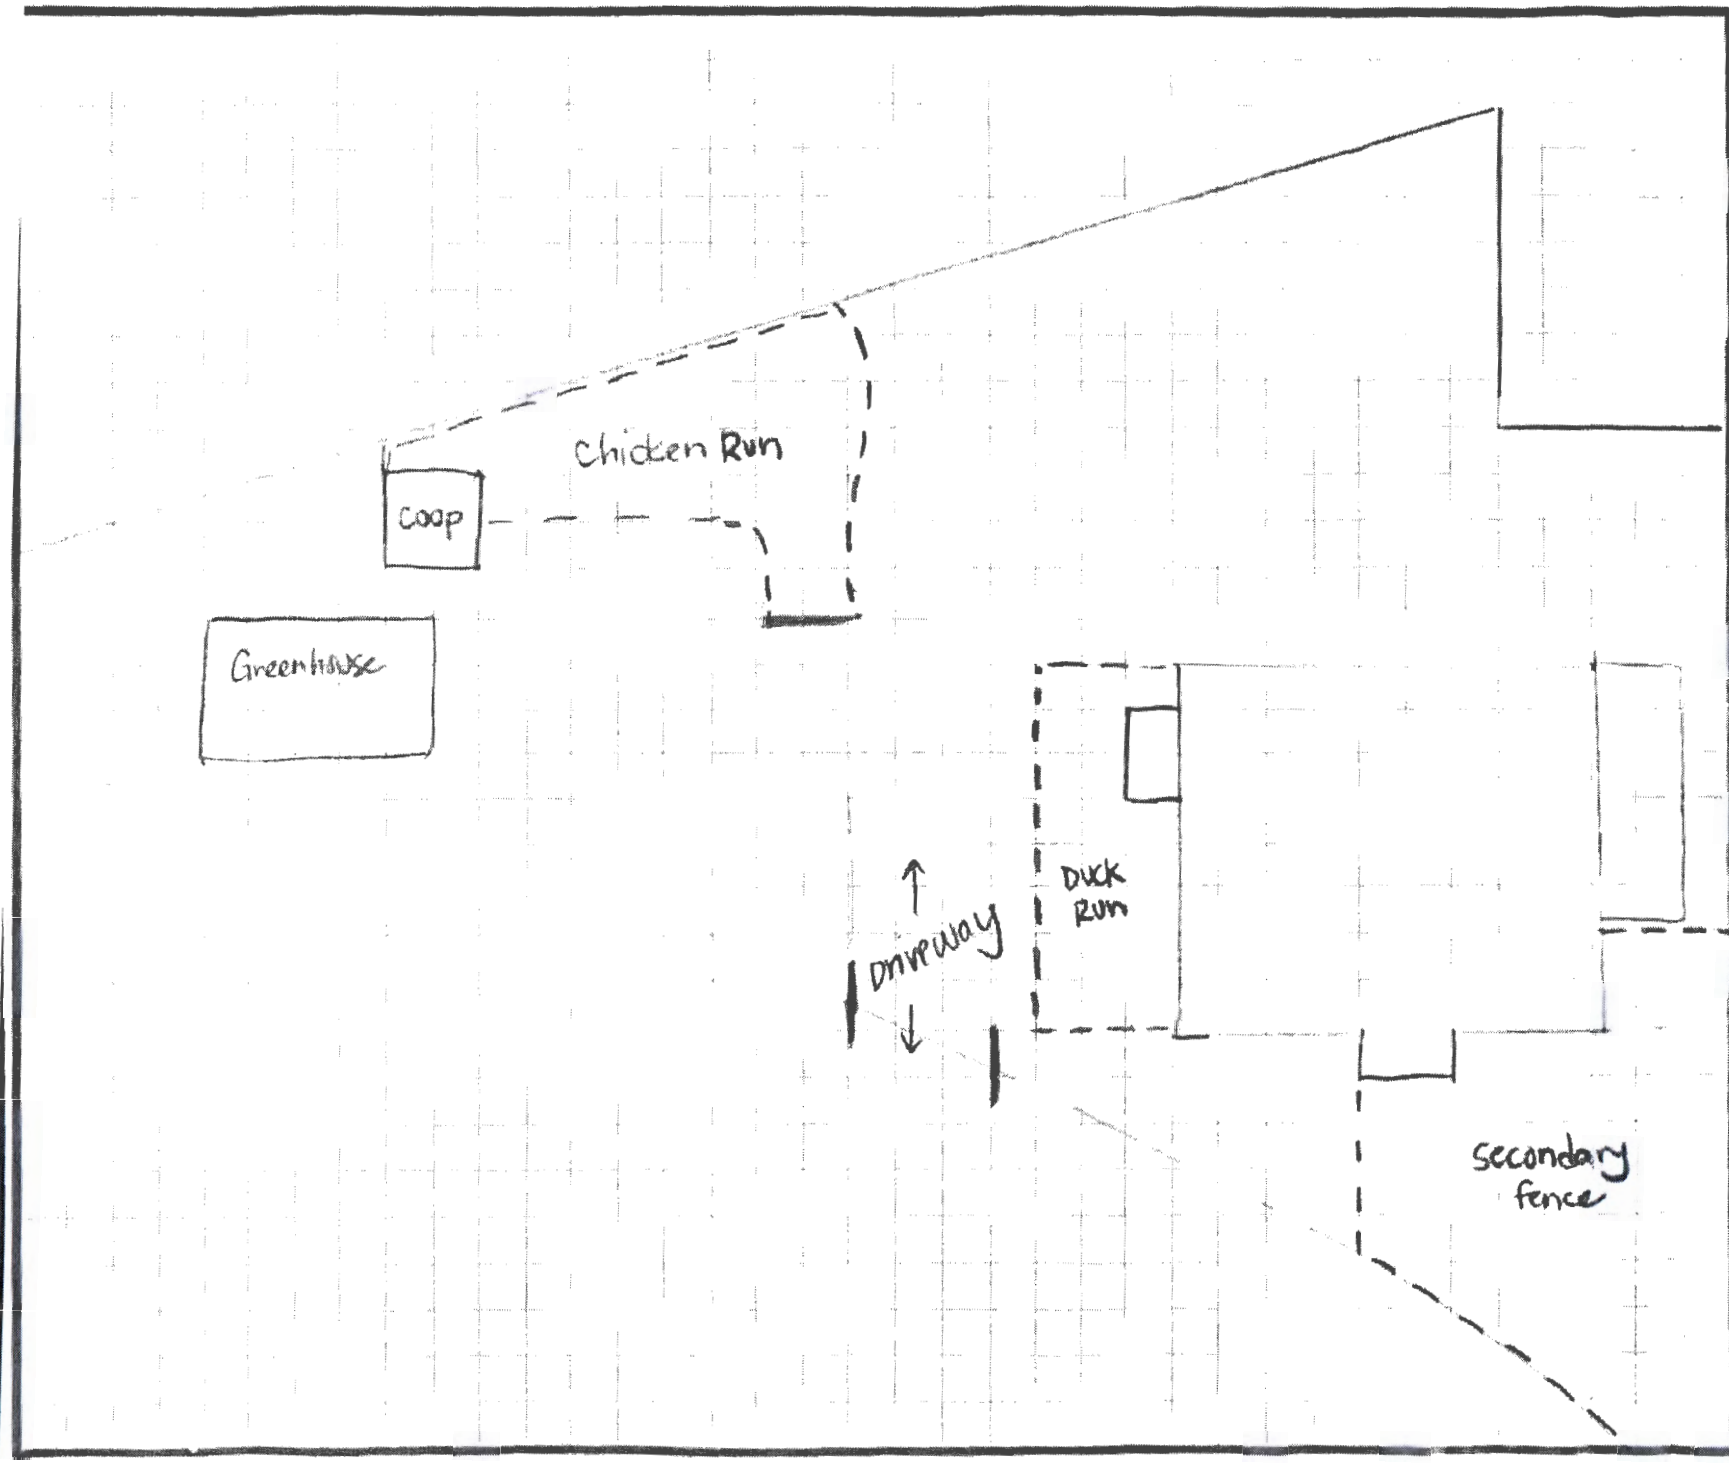 Chicken Run
coop
Greenhouse
Duck
Run
Driveway
secondary
fence